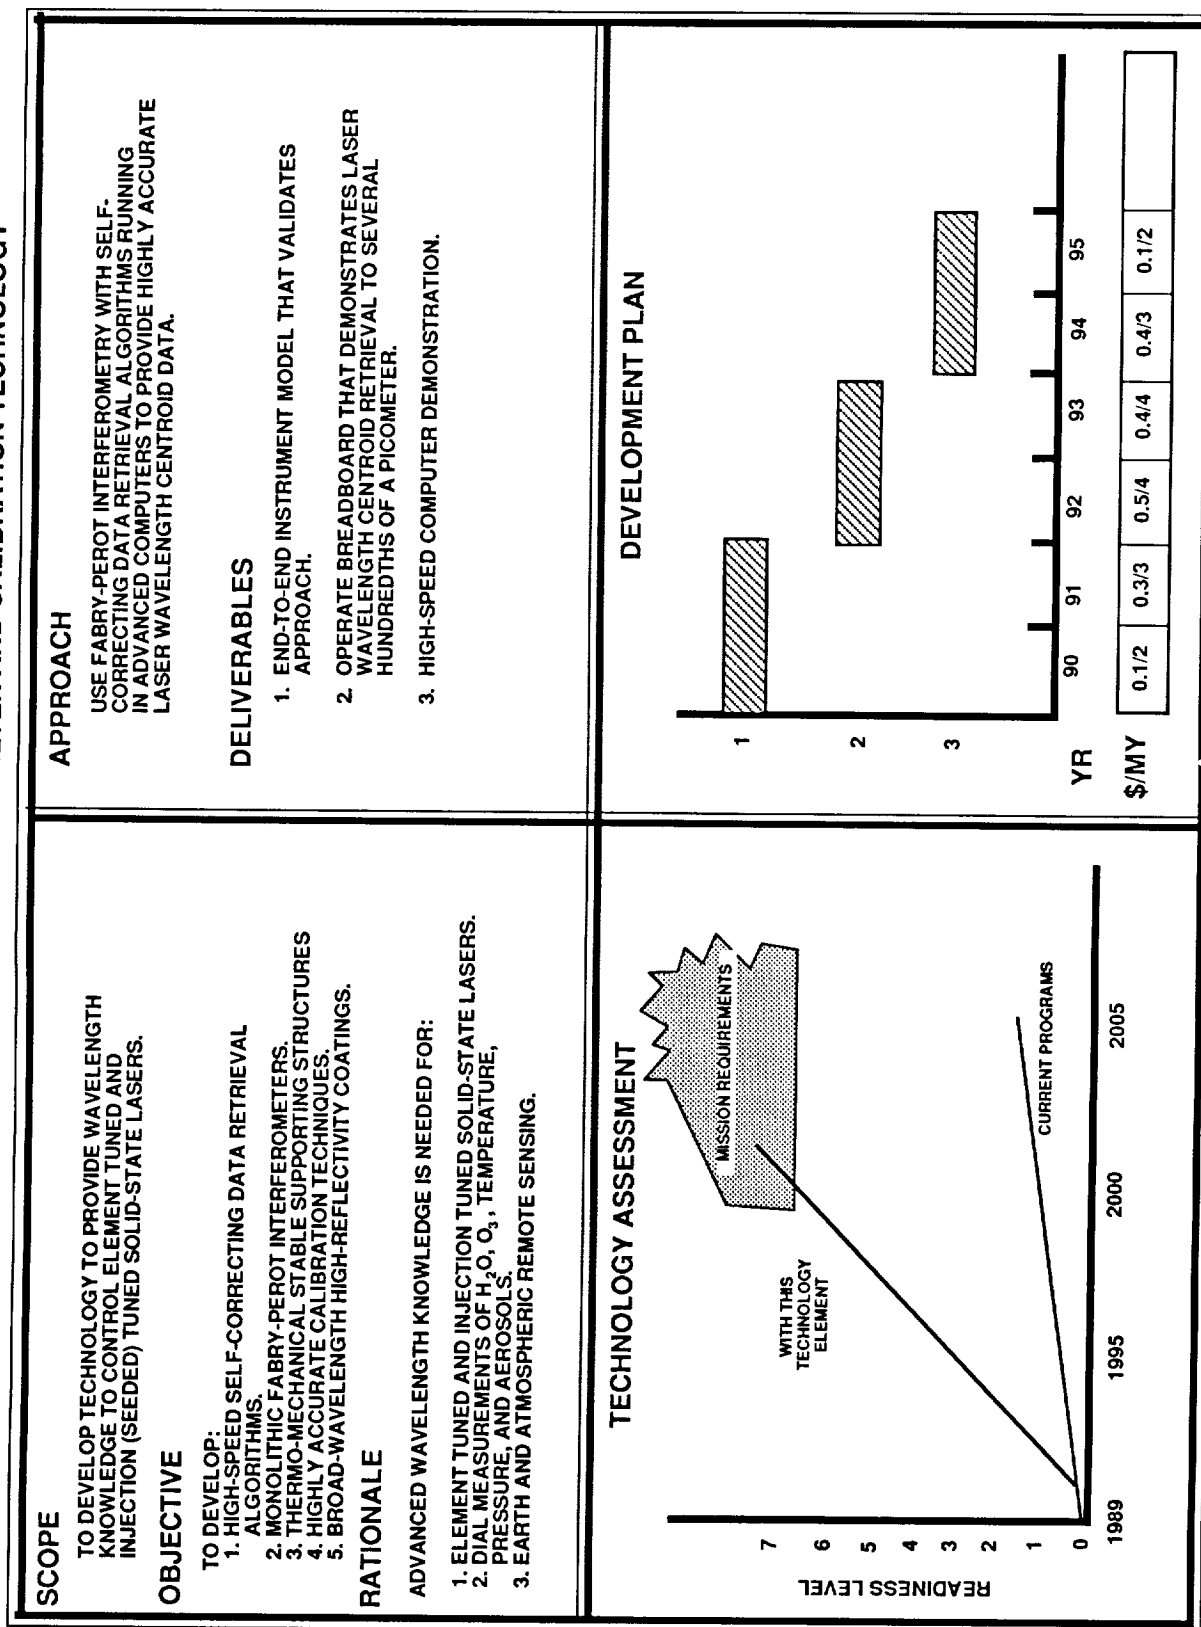 SCOPE
TO DEVELOP TECHNOLOGY TO PROVIDE WAVELENGTH
KNOWLEDGE TO CONTROL ELEMENT TUNED AND
INJECTION (SEEDED) TUNED SOLID-STATE LASERS.
OBJECTIVE
TO DEVELOP:
1. HIGH-SPEED SELF-CORRECTING DATA RETRIEVAL
ALGORITHMS.
2. MONOLITHIC FABRY-PEROT INTERFEROMETERS.
3. THERMO-MECHANICAL STABLE SUPPORTING STRUCTURES
4. HIGHLY ACCURATE CALIBRATION TECHNIQUES.
5. BROAD-WAVELENGTH HIGH-REFLECTIVITY COATINGS.
RATIONALE
ADVANCED WAVELENGTH KNOWLEDGE IS NEEDED FOR:
1. ELEMENT TUNED AND INJECTION TUNED SOLID-STATE LASERS.
2. DIAL MEASUREMENTS OF H₂O, O₃, TEMPERATURE,
PRESSURE, AND AEROSOLS.
3. EARTH AND ATMOSPHERIC REMOTE SENSING.
APPROACH
USE FABRY-PEROT INTERFEROMETRY WITH SELF-
CORRECTING DATA RETRIEVAL ALGORITHMS RUNNING
IN ADVANCED COMPUTERS TO PROVIDE HIGHLY ACCURATE
LASER WAVELENGTH CENTROID DATA.
DELIVERABLES
1. END-TO-END INSTRUMENT MODEL THAT VALIDATES
APPROACH.
2. OPERATE BREADBOARD THAT DEMONSTRATES LASER
WAVELENGTH CENTROID RETRIEVAL TO SEVERAL
HUNDREDTHS OF A PICOMETER.
3. HIGH-SPEED COMPUTER DEMONSTRATION.
TECHNOLOGY ASSESSMENT
READINESS LEVEL
7
6
5
4
3
2
1
0
MISSION REQUIREMENTS
WITH THIS
TECHNOLOGY
ELEMENT
CURRENT PROGRAMS
1989 1995 2000 2005
DEVELOPMENT PLAN
1
2
3
YR 90 91 92 93 94 95
$/MY 0.1/2 0.3/3 0.5/4 0.4/4 0.4/3 0.1/2